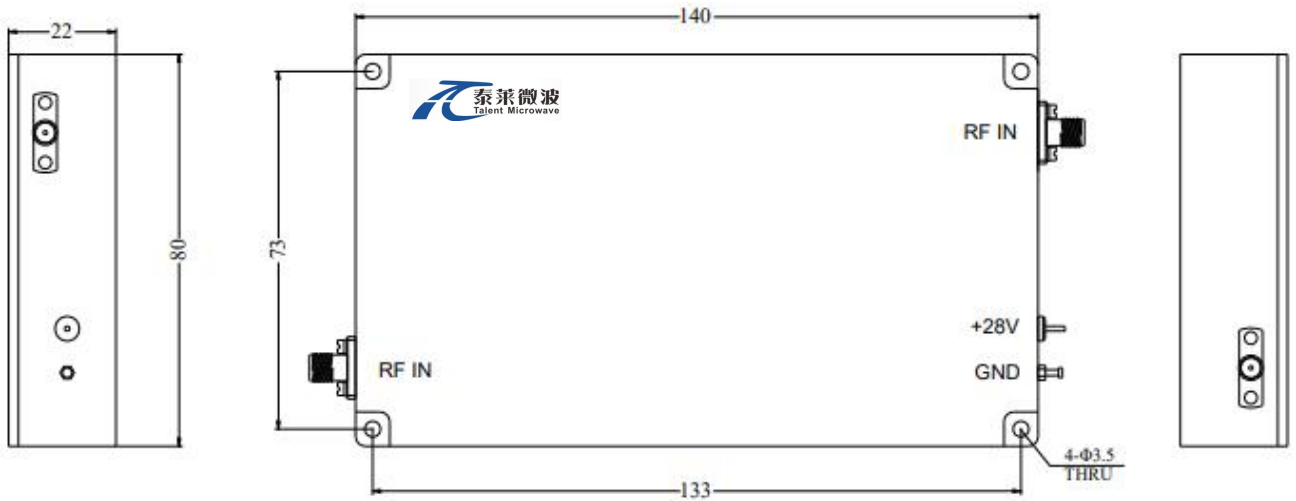 22
140
泰莱微波
Talent Microwave
RF IN
73
80
+28V
RF IN
GND
4-Φ3.5
THRU
133